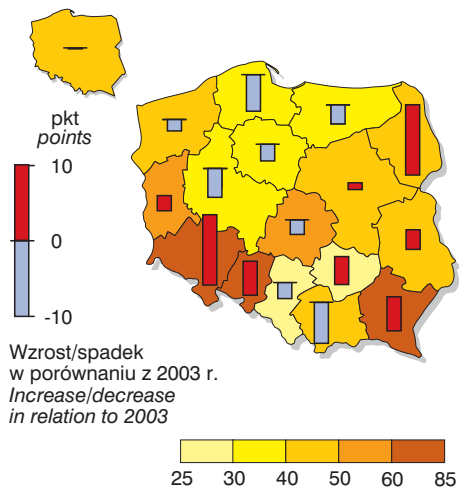 pkt
points
10
0
-10
Wzrost/spadek
w porównaniu z 2003 r.
Increase/decrease
in relation to 2003
25 30 40 50 60 85